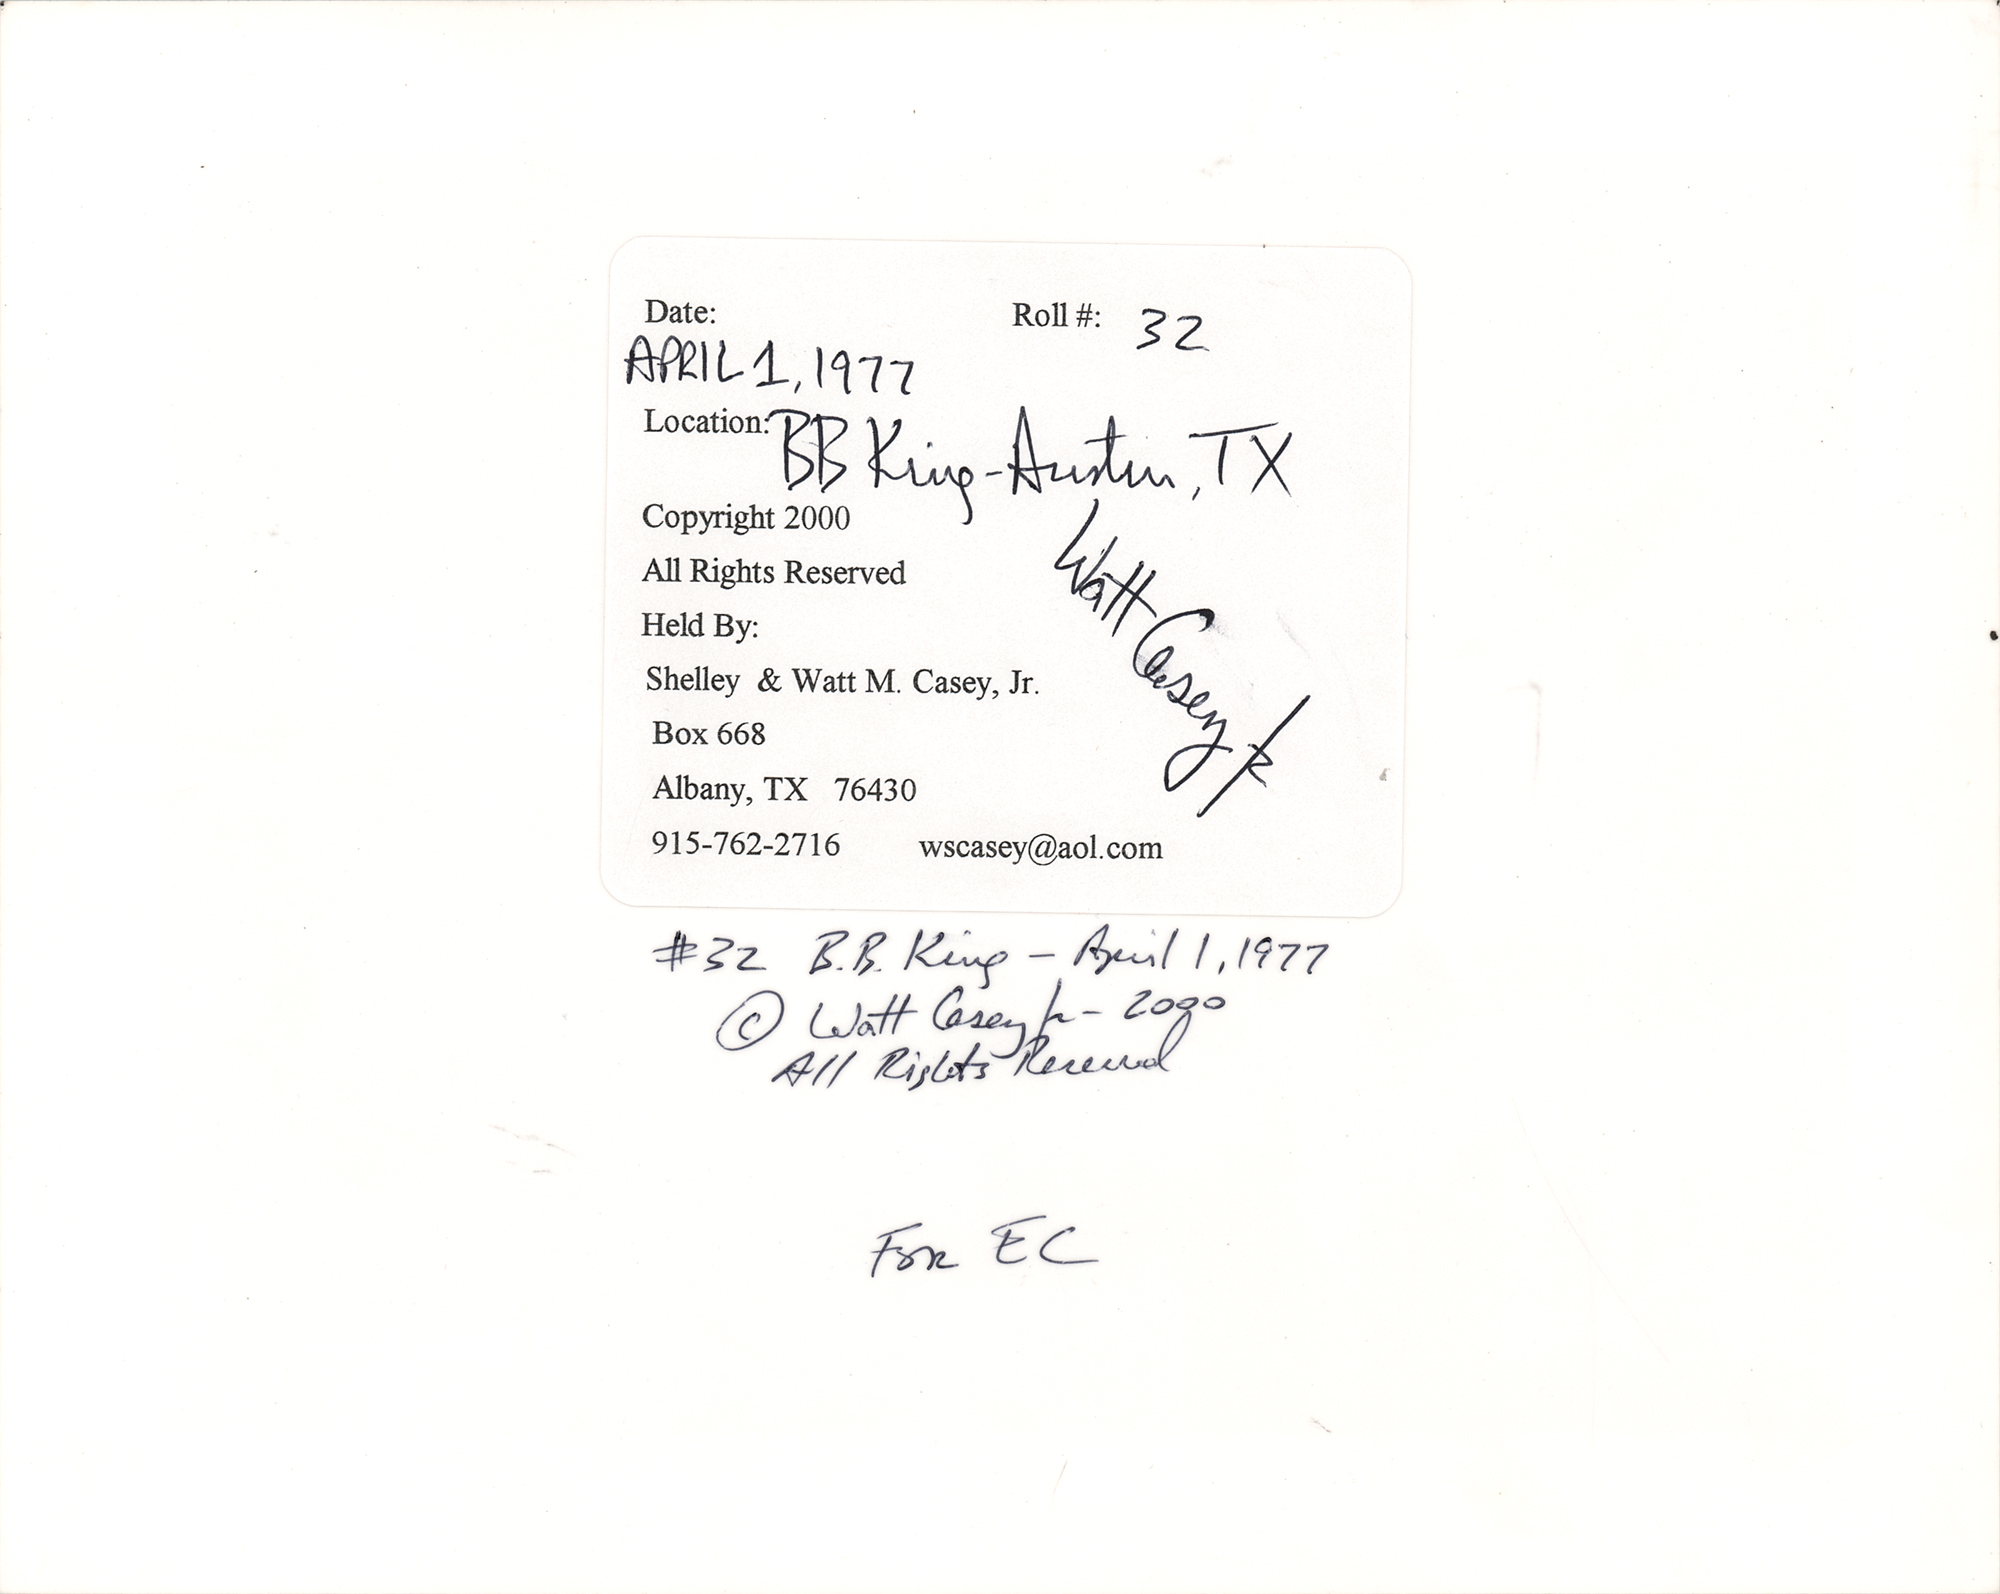 Date: Roll #: 32
APRIL 1, 1977
Location: BB King - Austin, TX
Copyright 2000
All Rights Reserved
Held By:
Shelley & Watt M. Casey, Jr.
Box 668
Albany, TX 76430
915-762-2716 wscasey@aol.com
Watt Casey Jr
#32 B.B. King - April 1, 1977
© Watt Casey Jr - 2000
All Rights Reserved
For EC